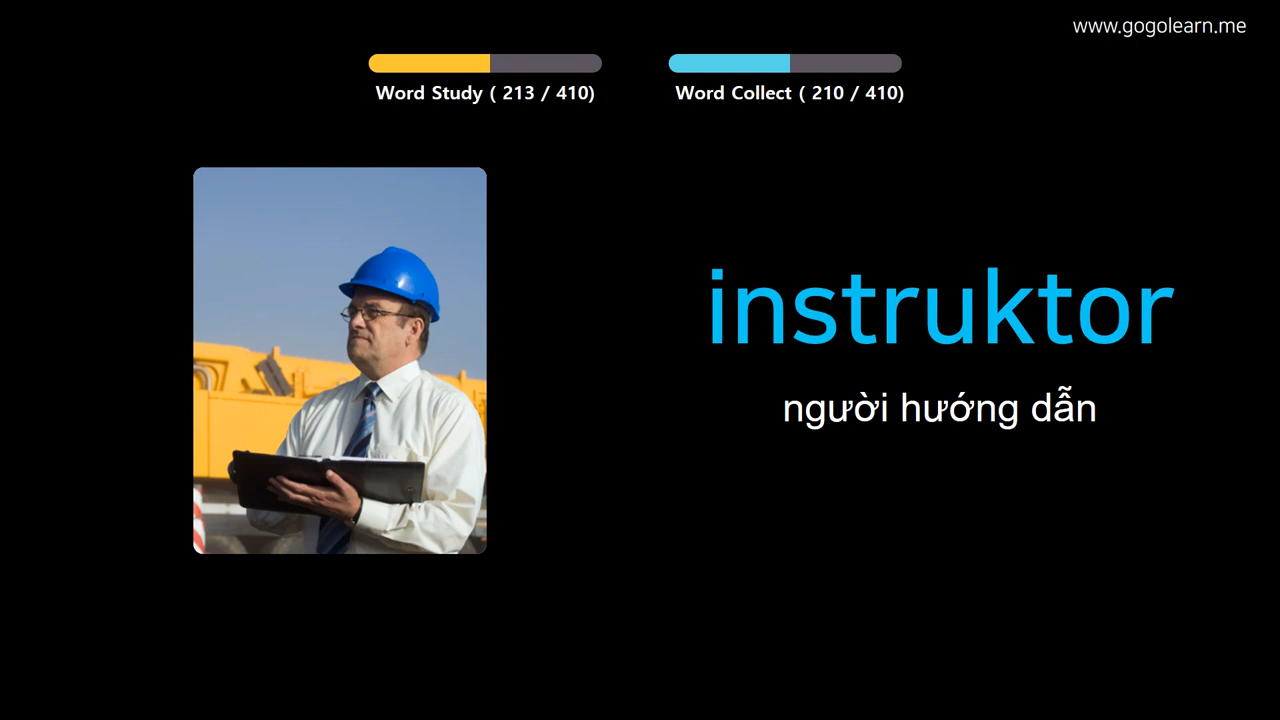 www.gogolearn.me
Word Study ( 213 / 410)
Word Collect ( 210 / 410)
instruktor
người hướng dẫn